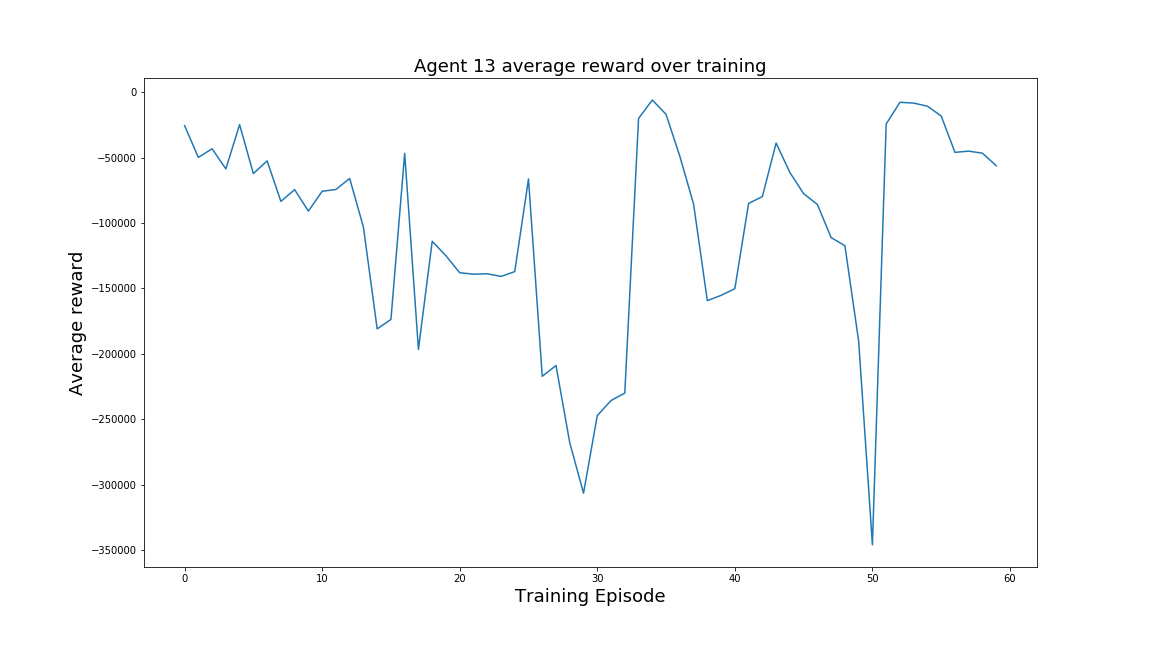 Agent 13 average reward over training
Average reward
0
−50000
−100000
−150000
−200000
−250000
−300000
−350000
0 10 20 30 40 50 60
Training Episode